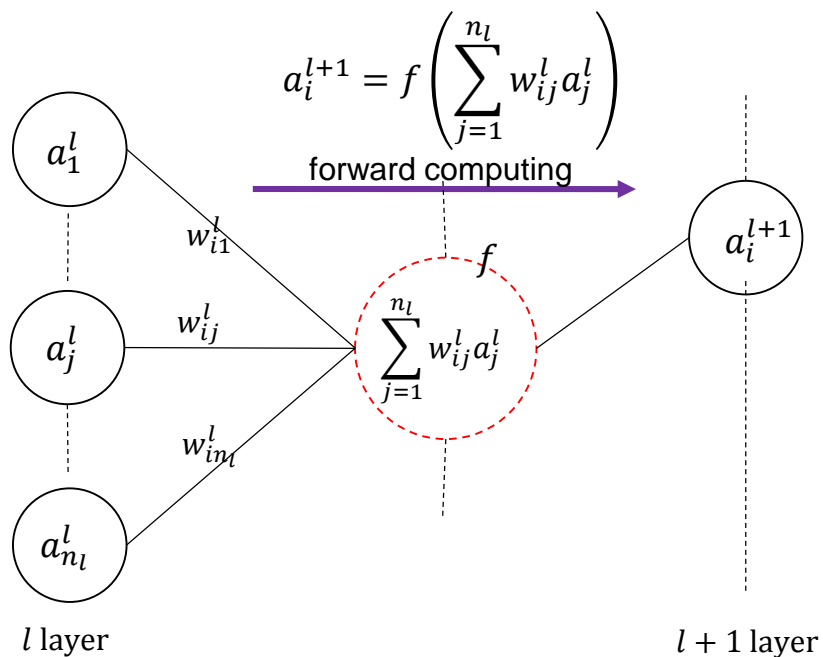 a_i^{l+1} = f(∑_{j=1}^{n_l} w_{ij}^l a_j^l)
forward computing
a_1^l
w_{i1}^l
f
a_i^{l+1}
a_j^l
w_{ij}^l
∑_{j=1}^{n_l} w_{ij}^l a_j^l
w_{in_l}^l
a_{n_l}^l
l layer
l + 1 layer